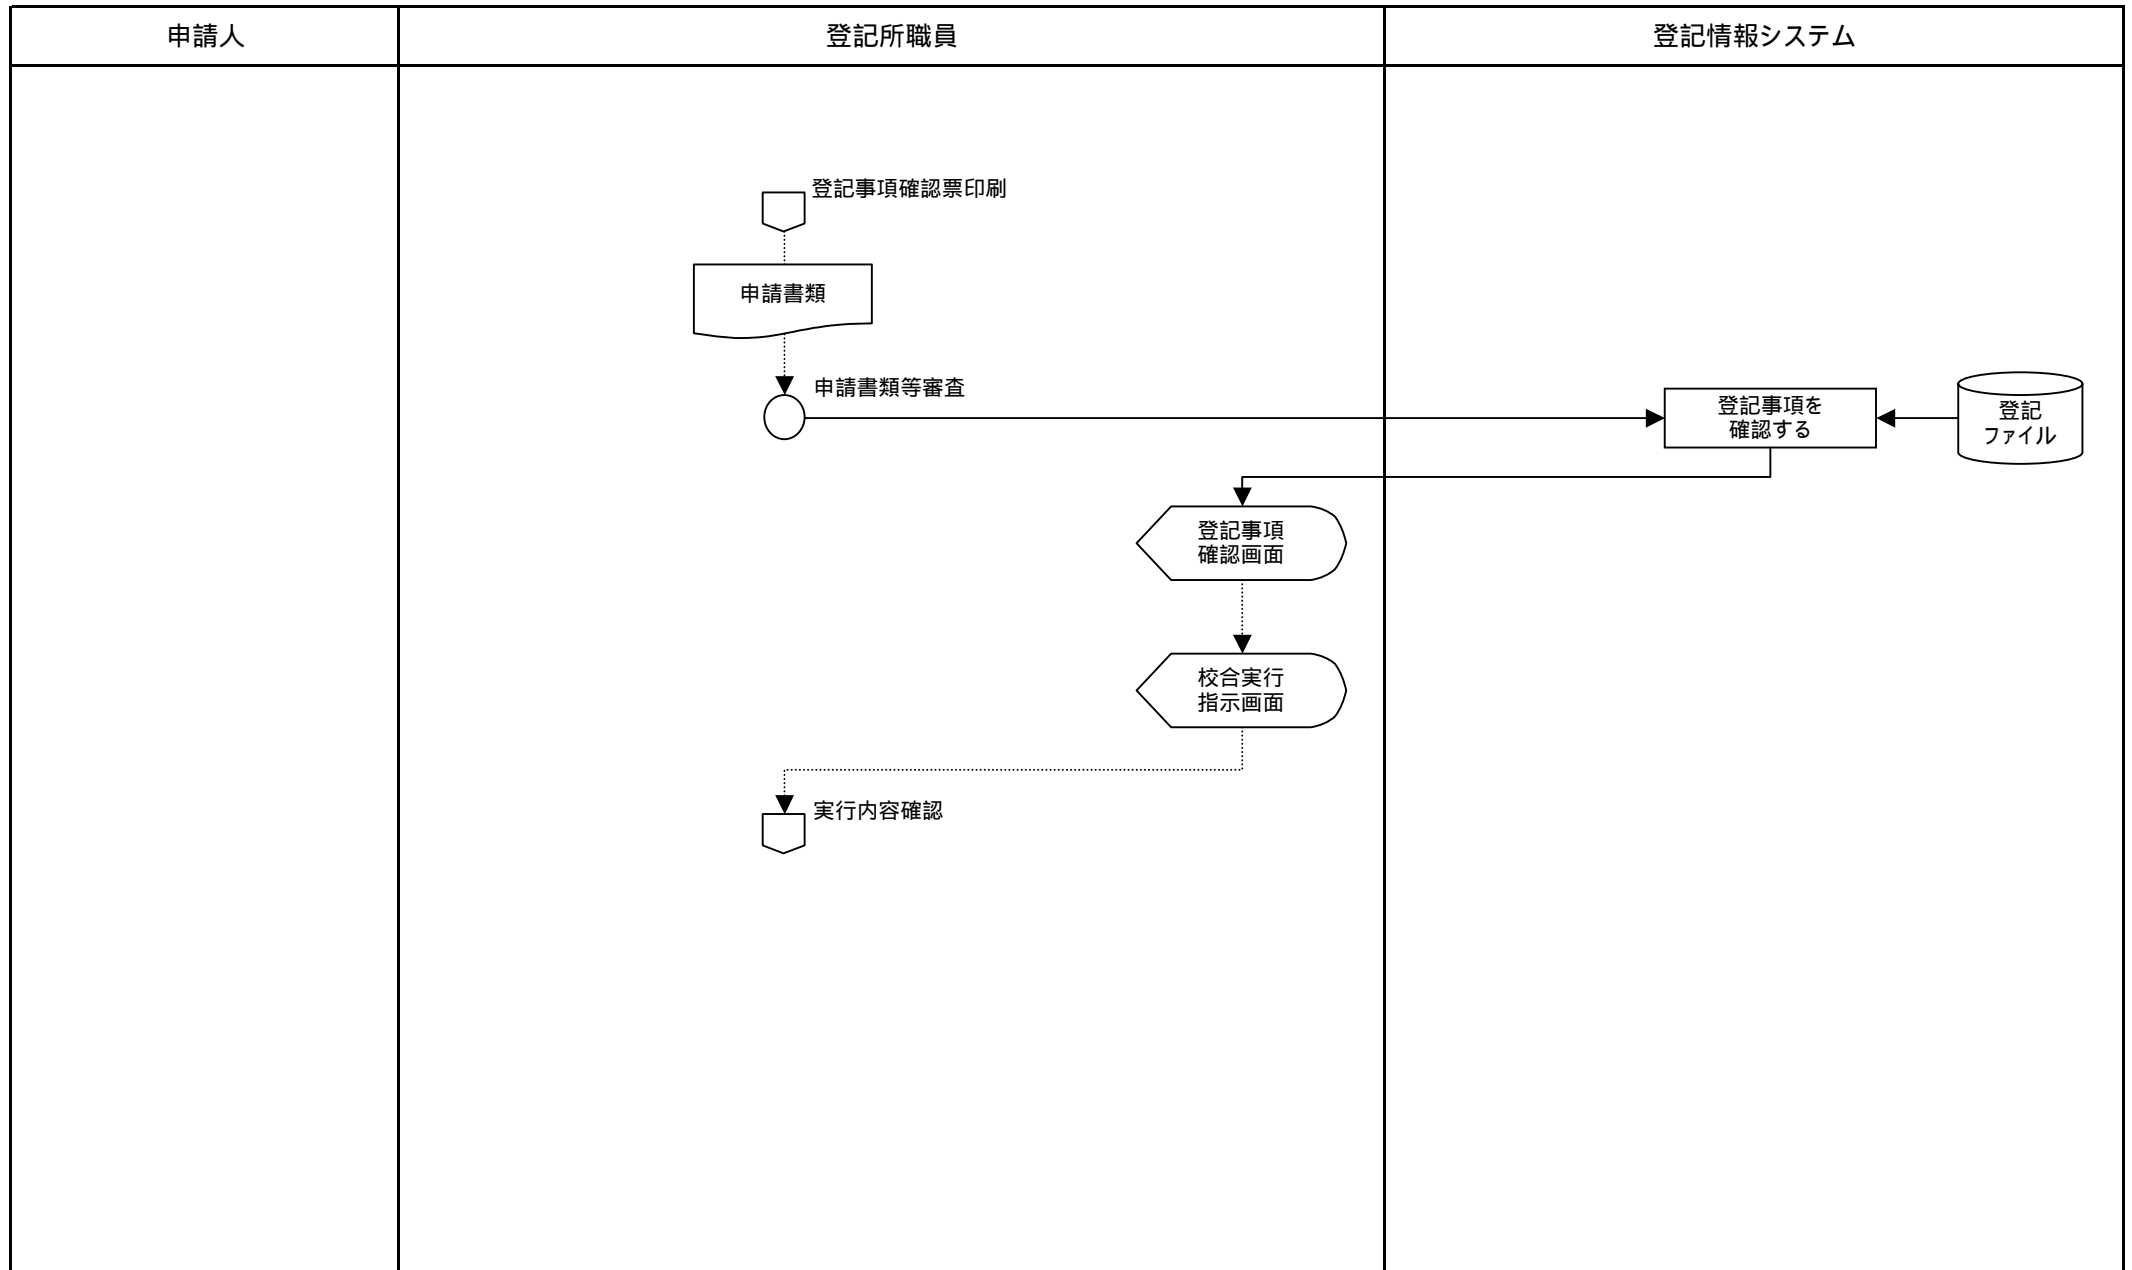 申請人
登記所職員
登記情報システム
登記事項確認票印刷
申請書類
申請書類等審査
登記事項を
確認する
登記
ファイル
登記事項
確認画面
校合実行
指示画面
実行内容確認